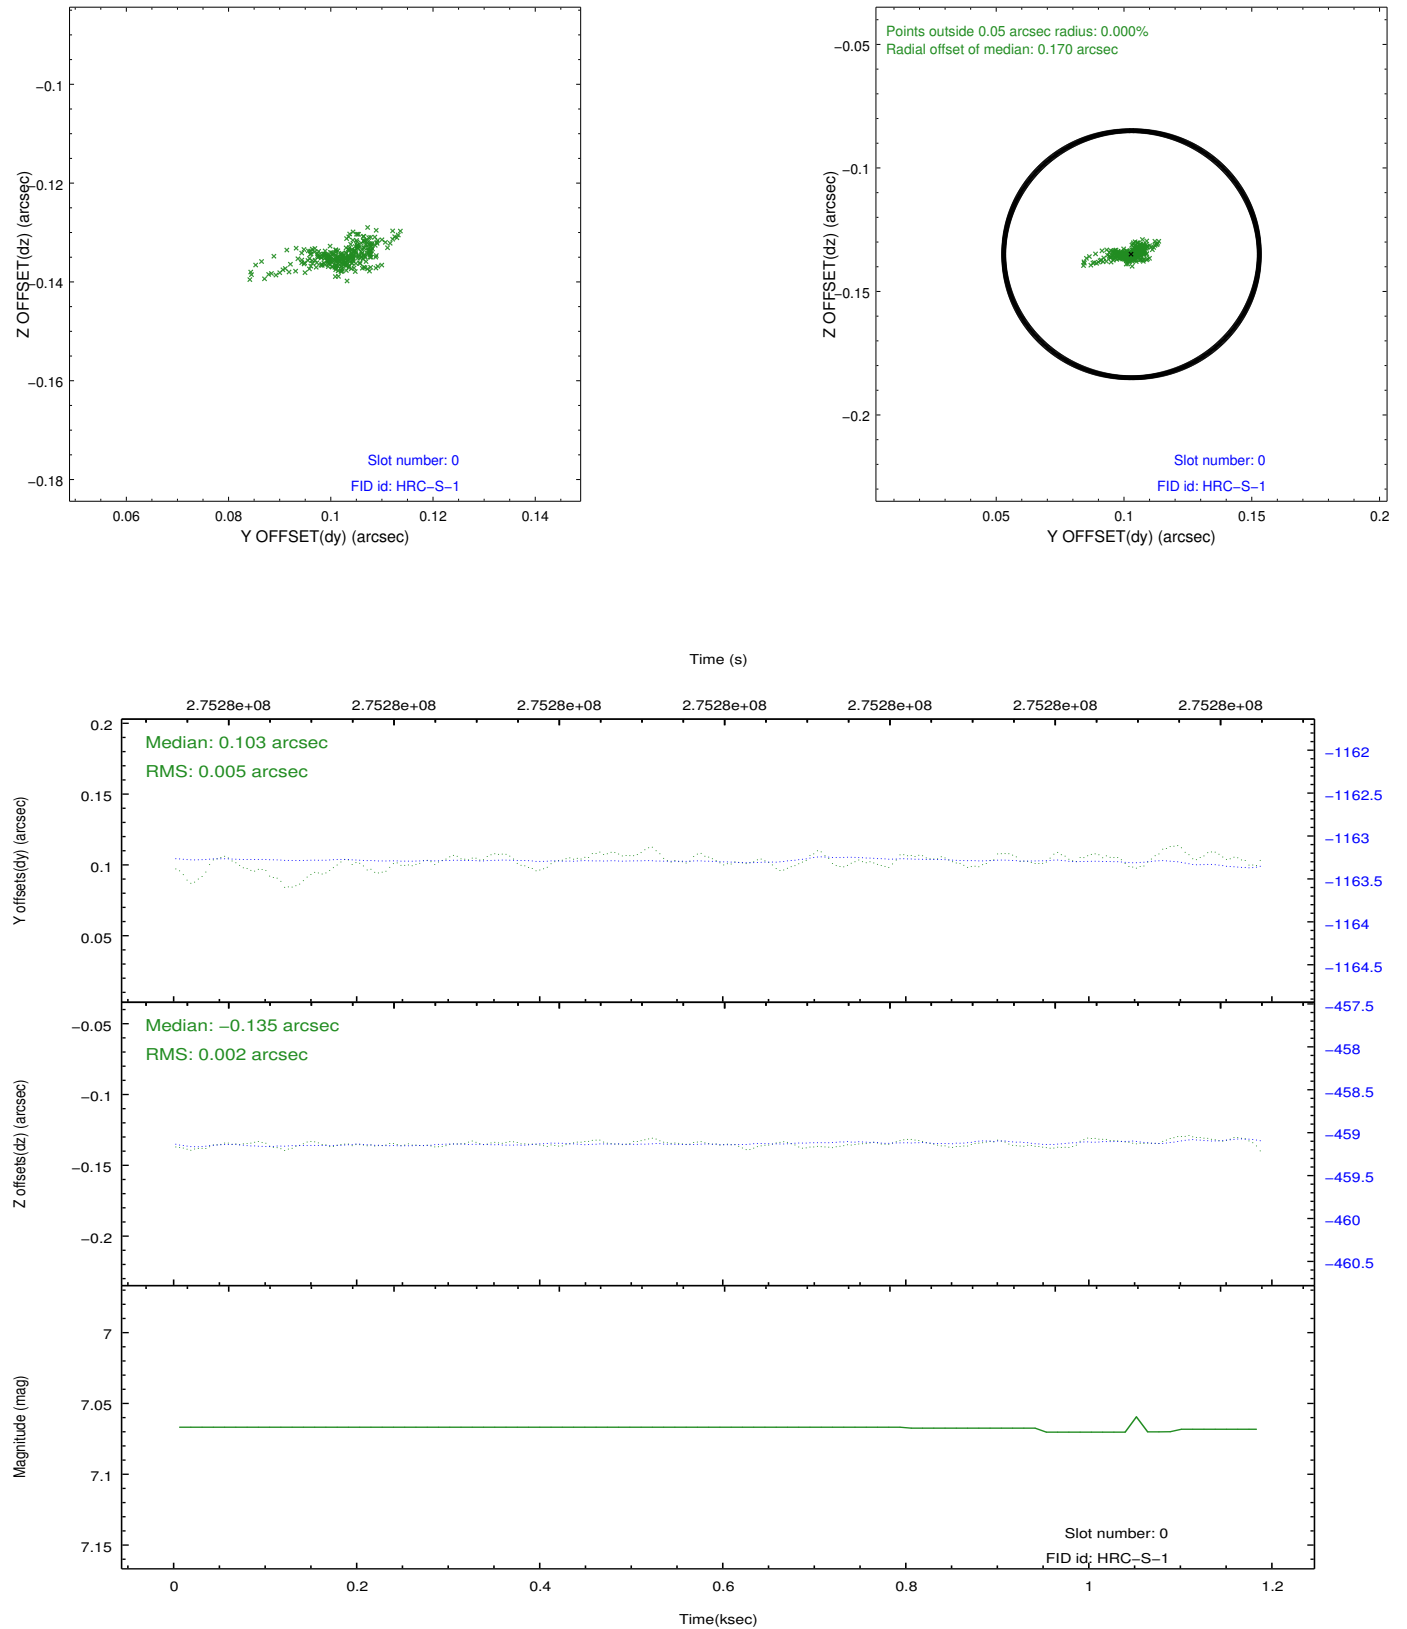 −0.1
−0.12
−0.14
−0.16
−0.18
Z OFFSET(dz) (arcsec)
Slot number: 0
FID id: HRC−S−1
0.06 0.08 0.1 0.12 0.14
Y OFFSET(dy) (arcsec)
Points outside 0.05 arcsec radius: 0.000%
Radial offset of median: 0.170 arcsec
−0.05
−0.1
−0.15
−0.2
Z OFFSET(dz) (arcsec)
Slot number: 0
FID id: HRC−S−1
0.05 0.1 0.15 0.2
Y OFFSET(dy) (arcsec)
Time (s)
2.7528e+08 2.7528e+08 2.7528e+08 2.7528e+08 2.7528e+08 2.7528e+08 2.7528e+08
Median: 0.103 arcsec
RMS: 0.005 arcsec
0.2
0.15
0.1
0.05
Y offsets(dy) (arcsec)
−1162
−1162.5
−1163
−1163.5
−1164
−1164.5
Median: −0.135 arcsec
RMS: 0.002 arcsec
−0.05
−0.1
−0.15
−0.2
Z offsets(dz) (arcsec)
−457.5
−458
−458.5
−459
−459.5
−460
−460.5
7
7.05
7.1
7.15
Magnitude (mag)
Slot number: 0
FID id: HRC−S−1
0 0.2 0.4 0.6 0.8 1 1.2
Time(ksec)